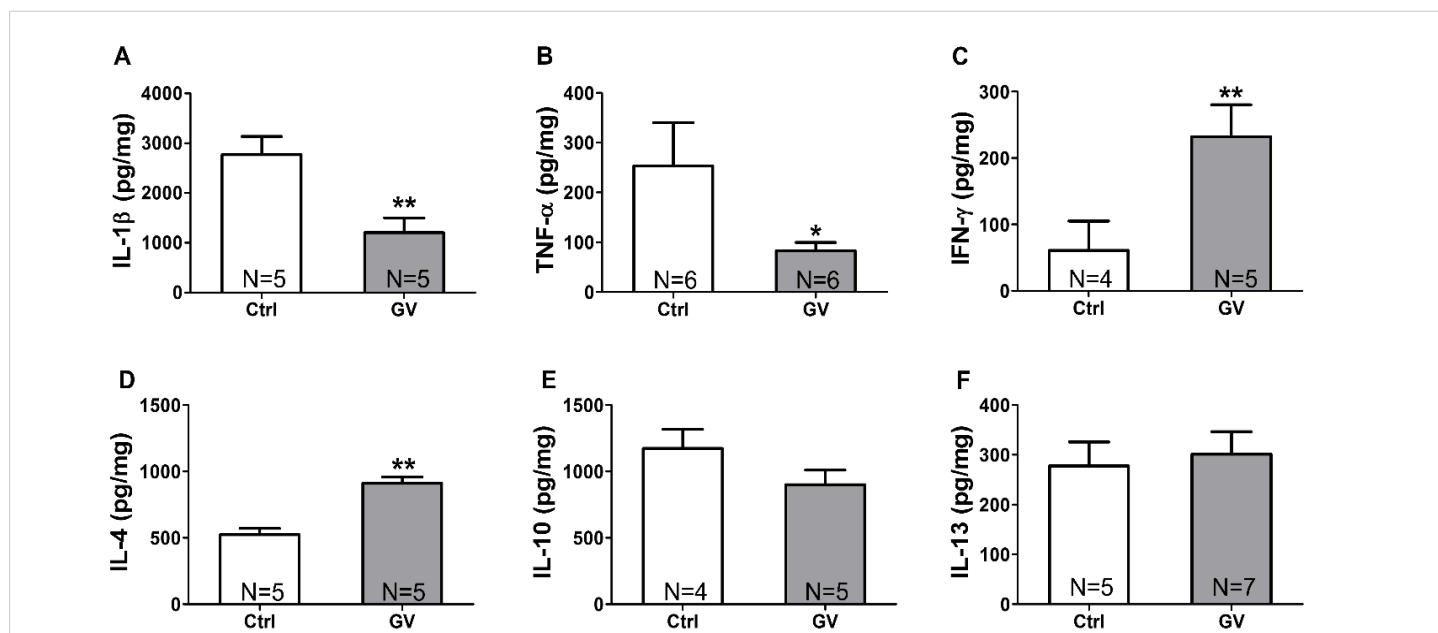 A
IL-1β (pg/mg)
4000
3000
2000
1000
0
**
N=5
N=5
Ctrl
GV
B
TNF-α (pg/mg)
400
300
200
100
0
*
N=6
N=6
Ctrl
GV
C
IFN-γ (pg/mg)
300
200
100
0
**
N=4
N=5
Ctrl
GV
D
IL-4 (pg/mg)
1500
1000
500
0
**
N=5
N=5
Ctrl
GV
E
IL-10 (pg/mg)
1500
1000
500
0
N=4
N=5
Ctrl
GV
F
IL-13 (pg/mg)
400
300
200
100
0
N=5
N=7
Ctrl
GV